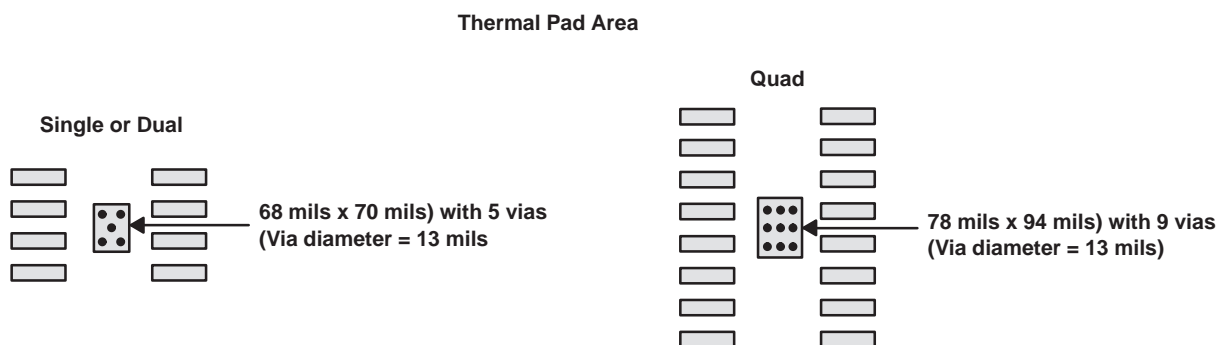 Thermal Pad Area
Quad
Single or Dual
68 mils x 70 mils) with 5 vias
(Via diameter = 13 mils
78 mils x 94 mils) with 9 vias
(Via diameter = 13 mils)